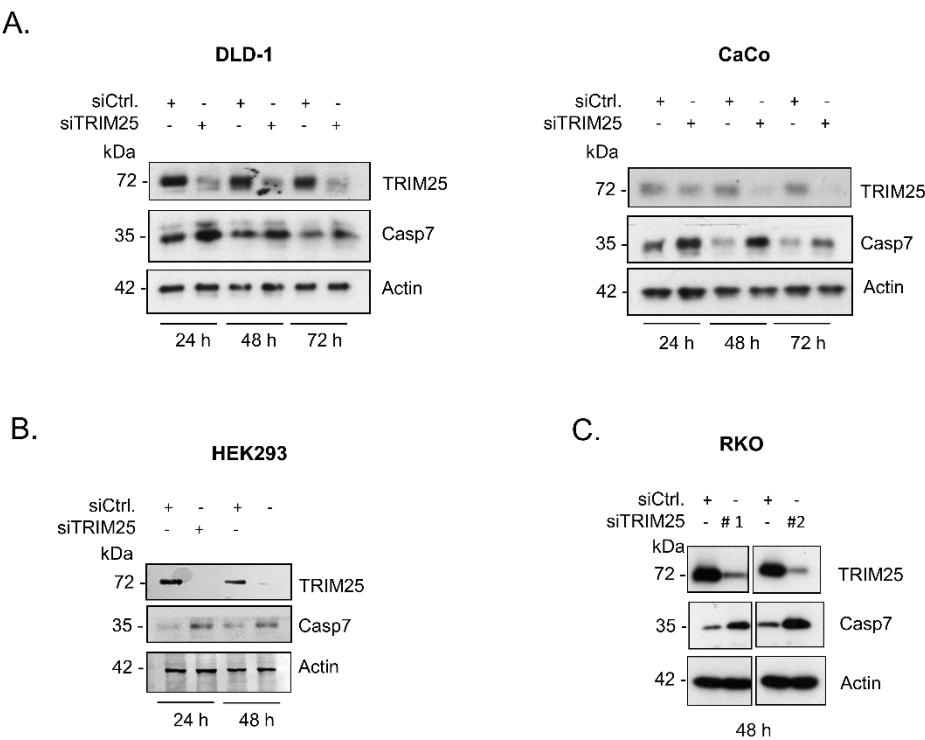 A.
DLD-1
siCtrl. + - + - + -
siTRIM25 - + - + - +
kDa
72 - TRIM25
35 - Casp7
42 - Actin
24 h 48 h 72 h
CaCo
siCtrl. + - + - + -
siTRIM25 - + - + - +
kDa
72 - TRIM25
35 - Casp7
42 - Actin
24 h 48 h 72 h
B.
HEK293
siCtrl. + - + -
siTRIM25 - + - -
kDa
72 - TRIM25
35 - Casp7
42 - Actin
24 h 48 h
C.
RKO
siCtrl. + - + -
siTRIM25 - # 1 - #2
kDa
72 - TRIM25
35 - Casp7
42 - Actin
48 h